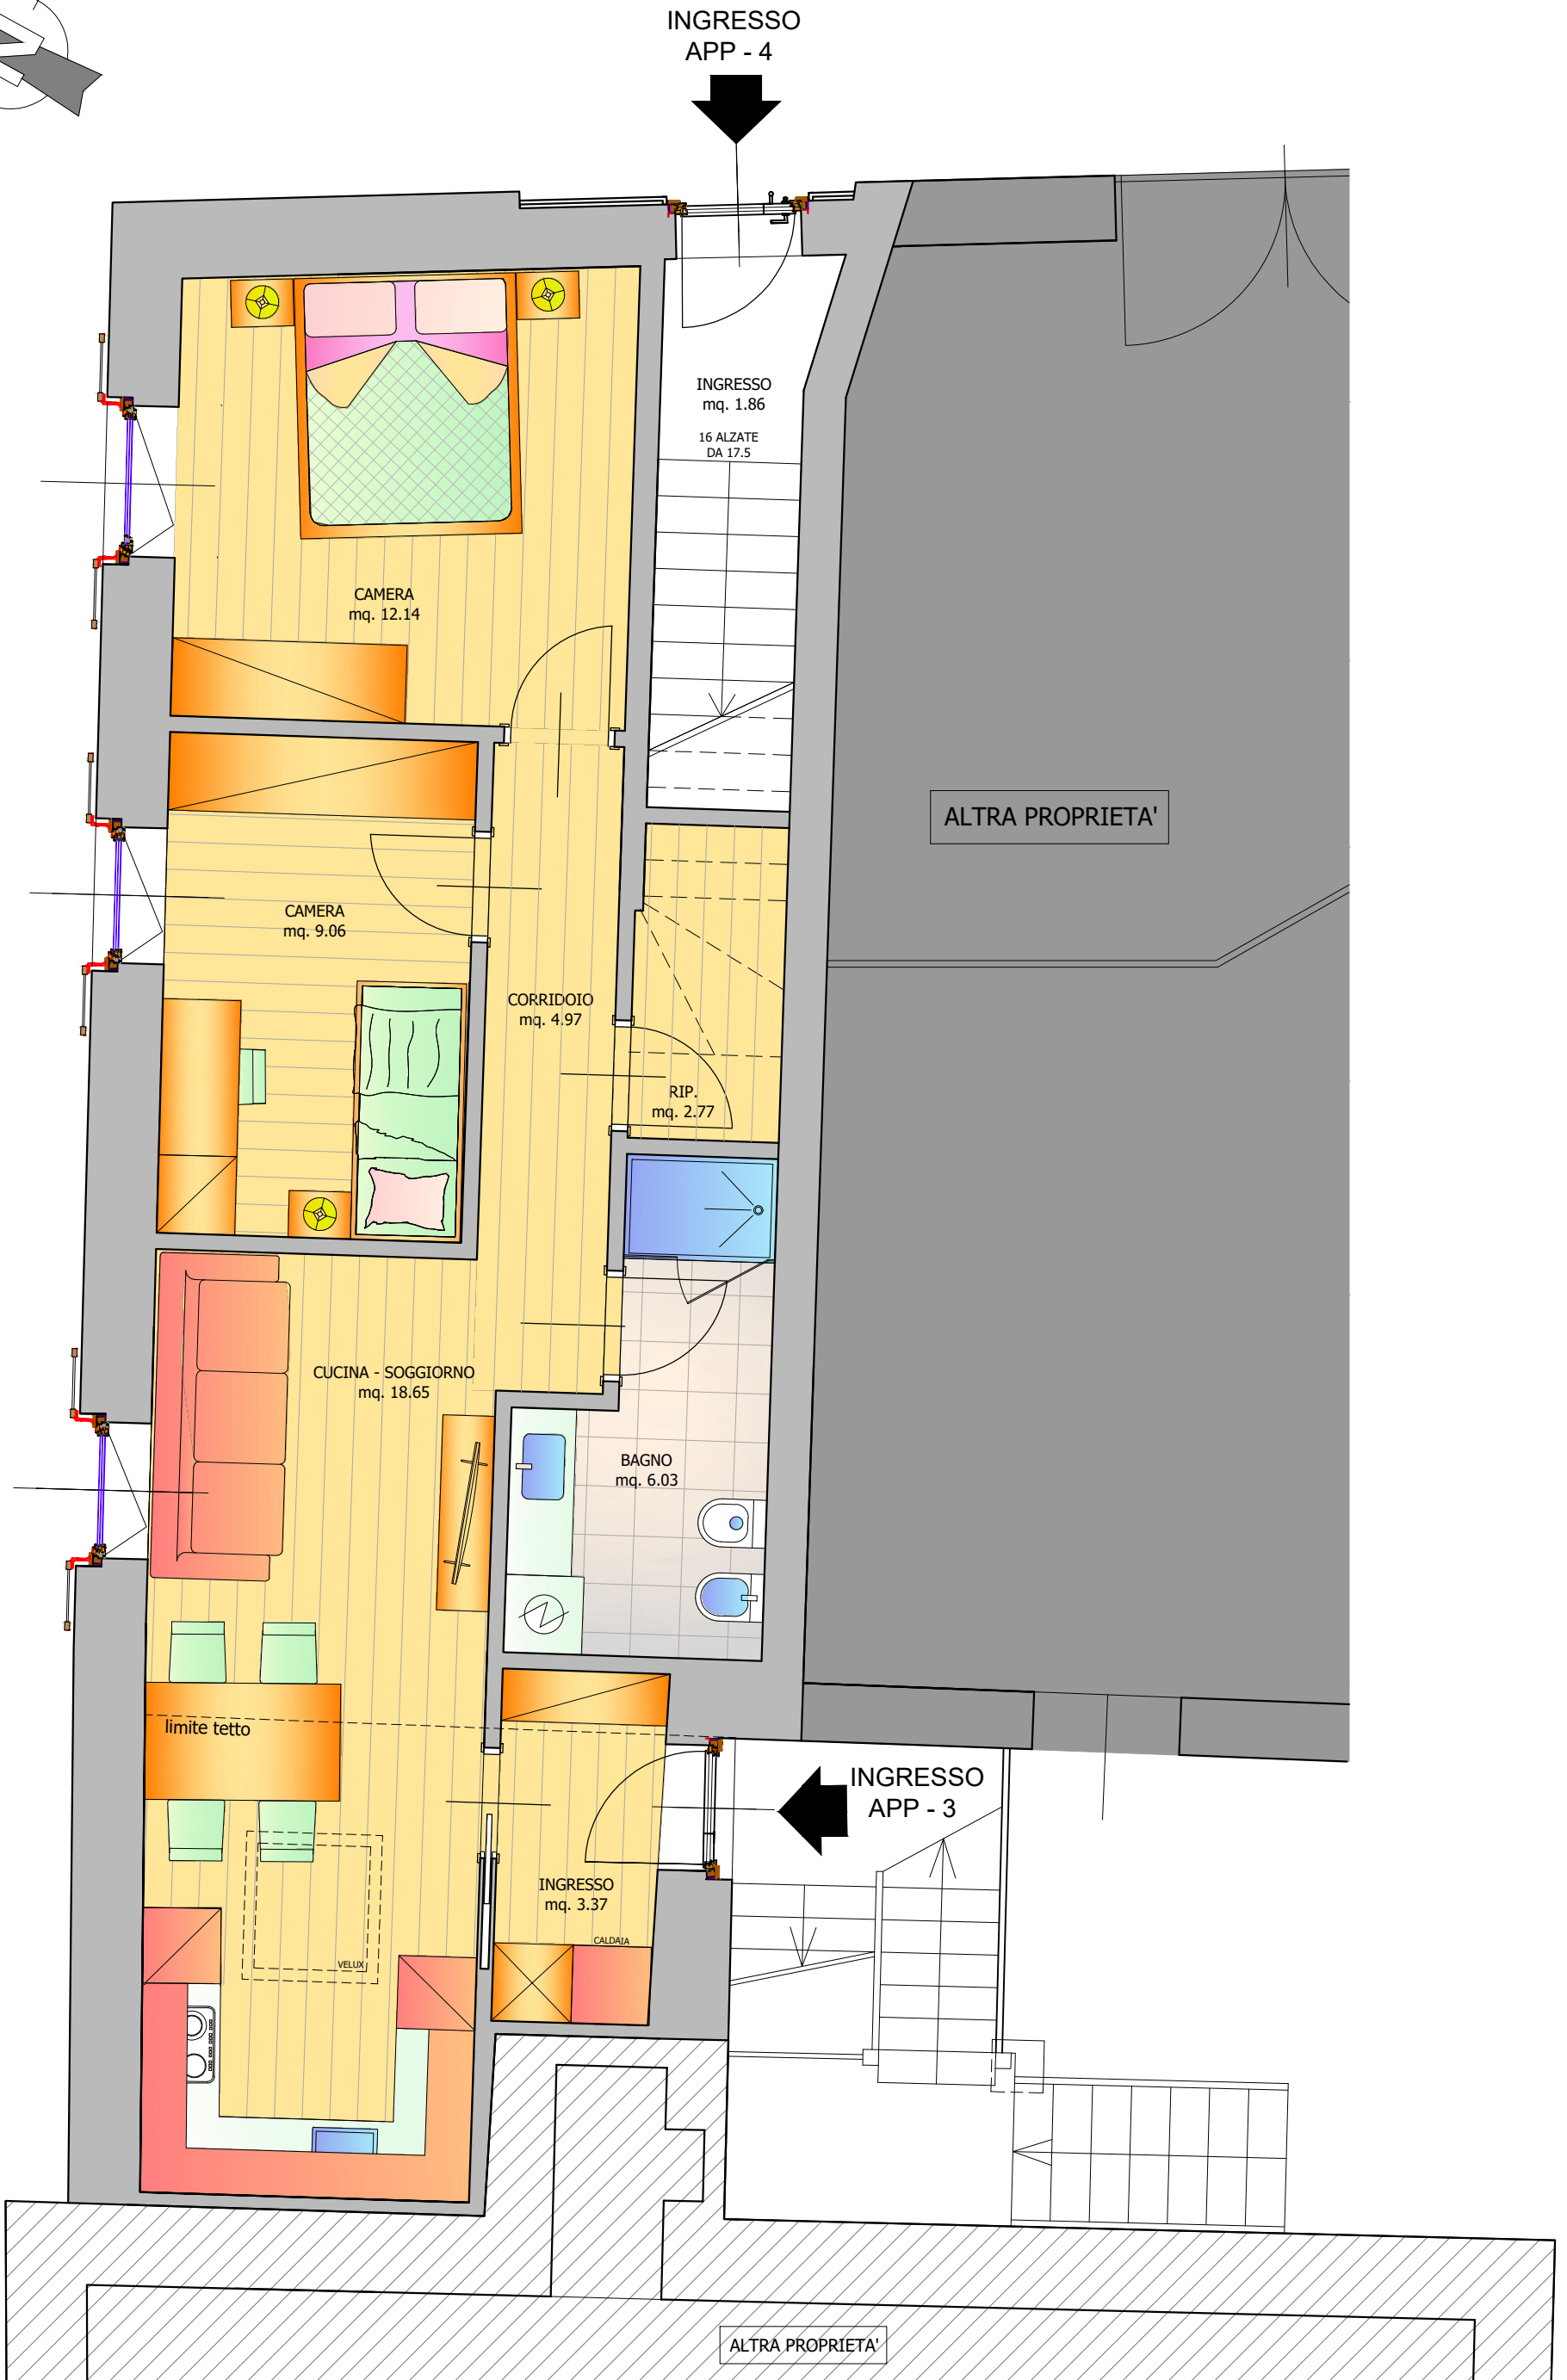 INGRESSO
APP - 4
INGRESSO
mq. 1.86
16 ALZATE
DA 17.5
CAMERA
mq. 12.14
ALTRA PROPRIETA'
CAMERA
mq. 9.06
CORRIDOIO
mq. 4.97
RIP.
mq. 2.77
CUCINA - SOGGIORNO
mq. 18.65
BAGNO
mq. 6.03
limite tetto
INGRESSO
APP - 3
INGRESSO
mq. 3.37
CALDAIA
VELUX
ALTRA PROPRIETA'